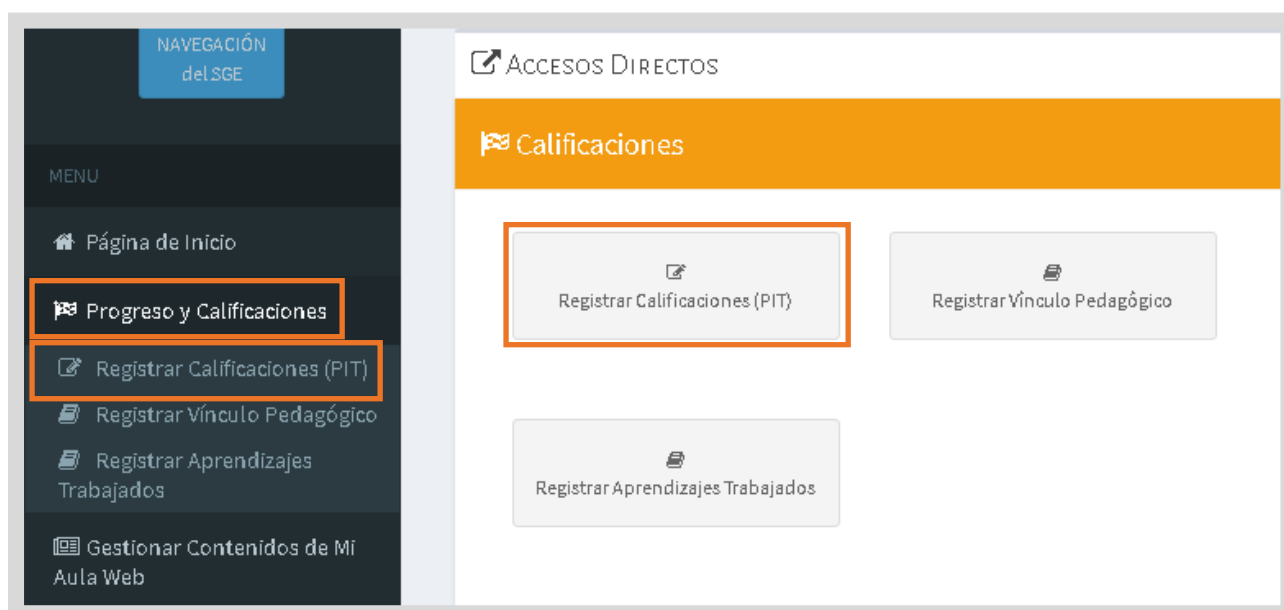 NAVEGACIÓN
del SGE
MENU
Página de Inicio
Progreso y Calificaciones
Registrar Calificaciones (PIT)
Registrar Vínculo Pedagógico
Registrar Aprendizajes
Trabajados
Gestionar Contenidos de Mi
Aula Web
ACCESOS DIRECTOS
Calificaciones
Registrar Calificaciones (PIT)
Registrar Vínculo Pedagógico
Registrar Aprendizajes Trabajados